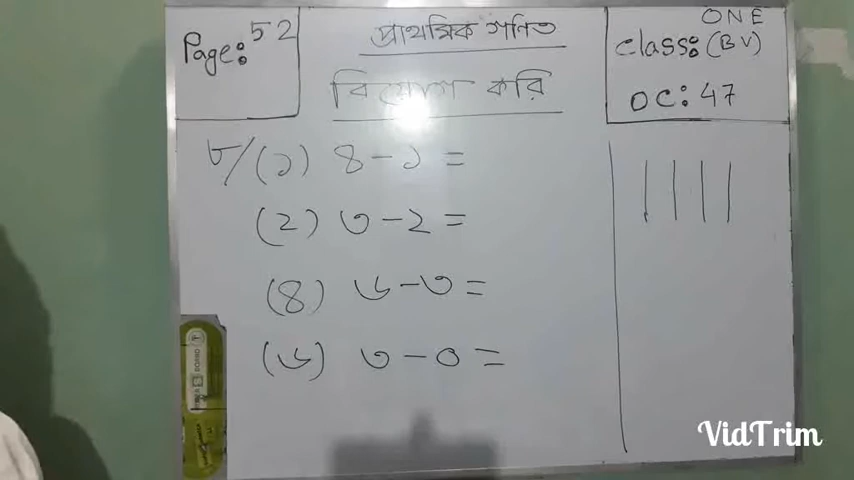 Page: 52
প্রাথমিক গণিত
বিয়োগ করি
ONE
class: (BV)
OC: 47
৮/ (১) ৪ - ১ =
(২) ৩ - ২ =
(৪) ৬ - ৩ =
(৬) ৩ - ০ =
VidTrim